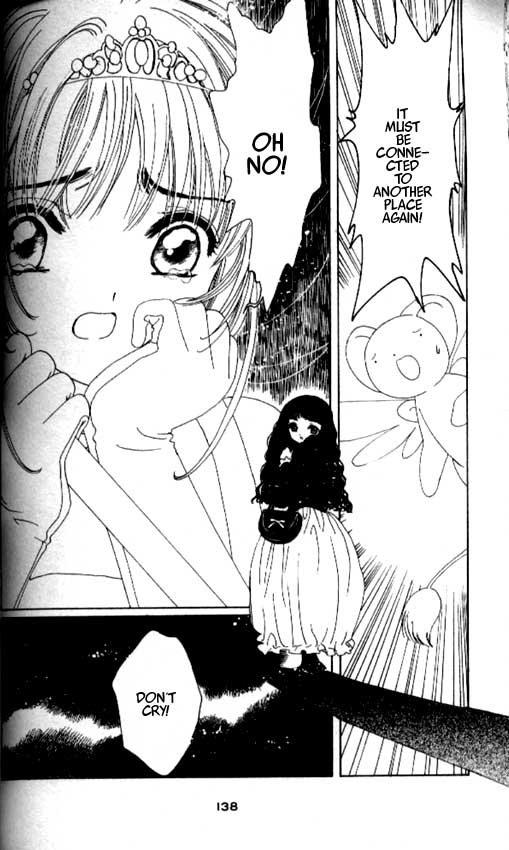 IT
MUST
BE
CONNE-
CTED
TO
ANOTHER
PLACE
AGAIN!
OH
NO!
DON'T
CRY!
138